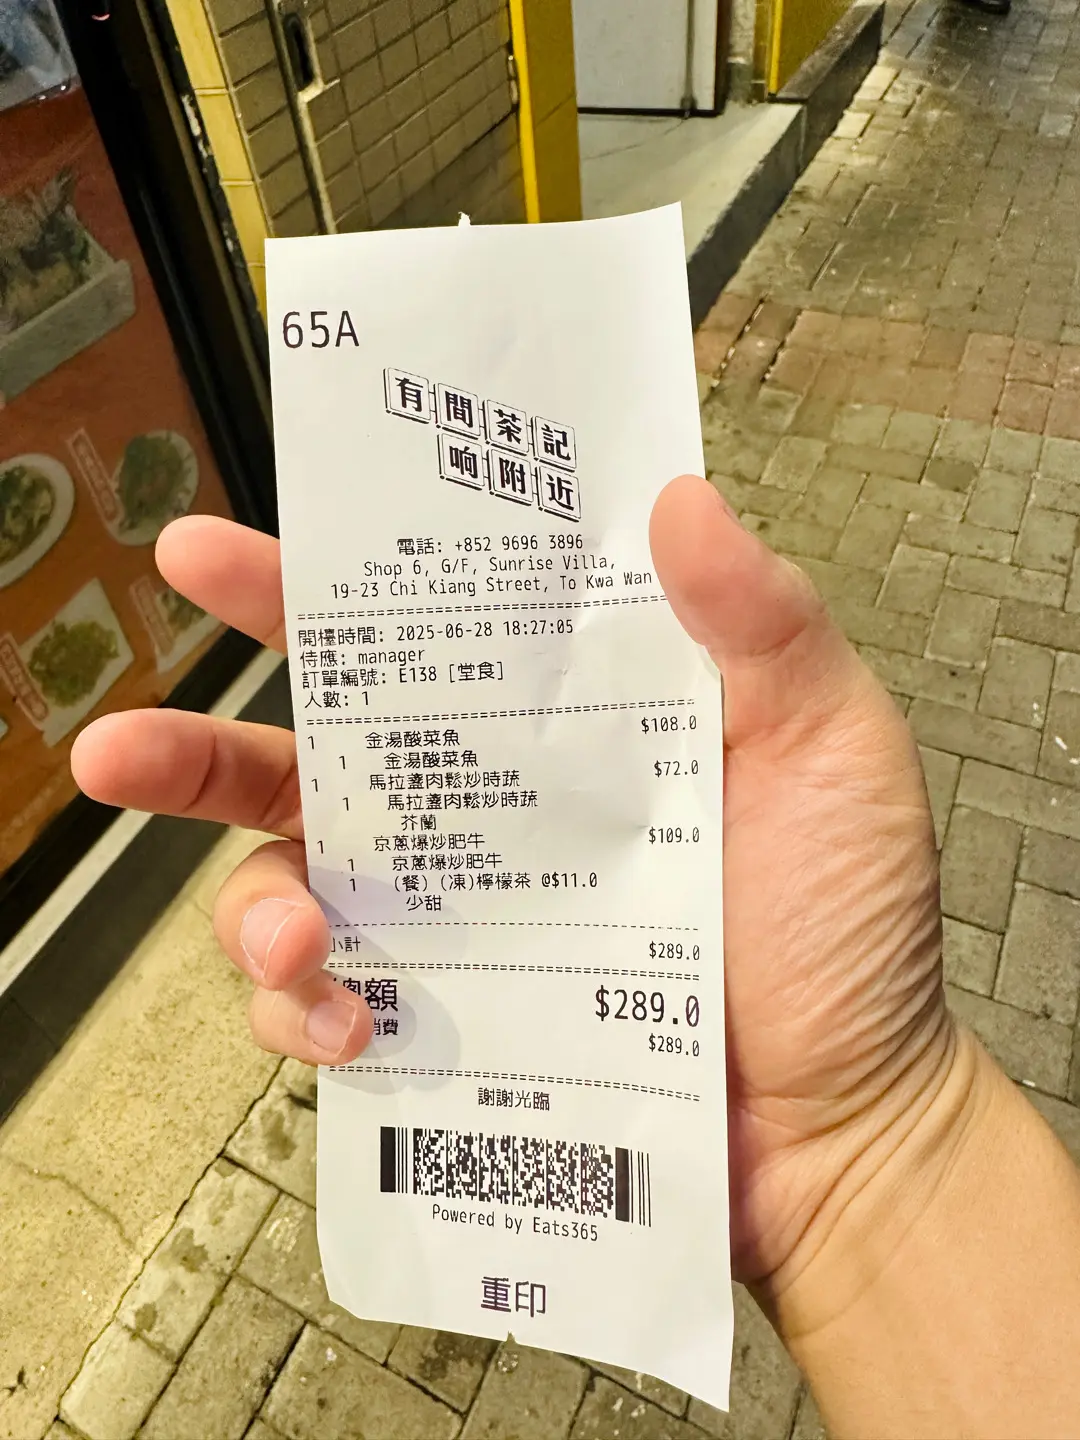 65A
有間茶記
响附近
電話: +852 9696 3896
Shop 6, G/F, Sunrise Villa,
19-23 Chi Kiang Street, To Kwa Wan
開檯時間: 2025-06-28 18:27:05
侍應: manager
訂單編號: E138 [堂食]
人數: 1
1 金湯酸菜魚 $108.0
1 金湯酸菜魚
1 馬拉盞肉鬆炒時蔬 $72.0
1 馬拉盞肉鬆炒時蔬
芥蘭
1 京蔥爆炒肥牛 $109.0
1 京蔥爆炒肥牛
1 (餐) (凍)檸檬茶 @$11.0
少甜
小計 $289.0
總額 $289.0
消費 $289.0
謝謝光臨
Powered by Eats365
重印